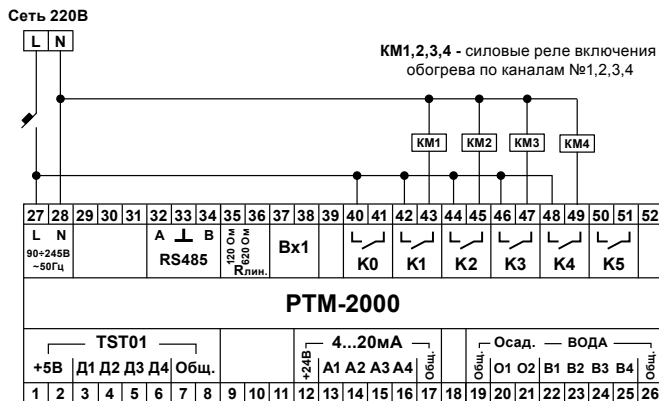 Сеть 220В
L N
КМ1,2,3,4 - силовые реле включения
обогрева по каналам №1,2,3,4
КМ1 КМ2 КМ3 КМ4
27 28 29 30 31 32 33 34 35 36 37 38 39 40 41 42 43 44 45 46 47 48 49 50 51 52
L N
90÷245В
~50Гц
A B
RS485
120 Ом
620 Ом
Rлин.
Вх1
К0 К1 К2 К3 К4 К5
РТМ-2000
TST01
+5В Д1 Д2 Д3 Д4 Общ.
4...20мА
+24В А1 А2 А3 А4 Общ.
Осад. ВОДА
Общ. О1 О2 В1 В2 В3 В4 Общ.
1 2 3 4 5 6 7 8 9 10 11 12 13 14 15 16 17 18 19 20 21 22 23 24 25 26